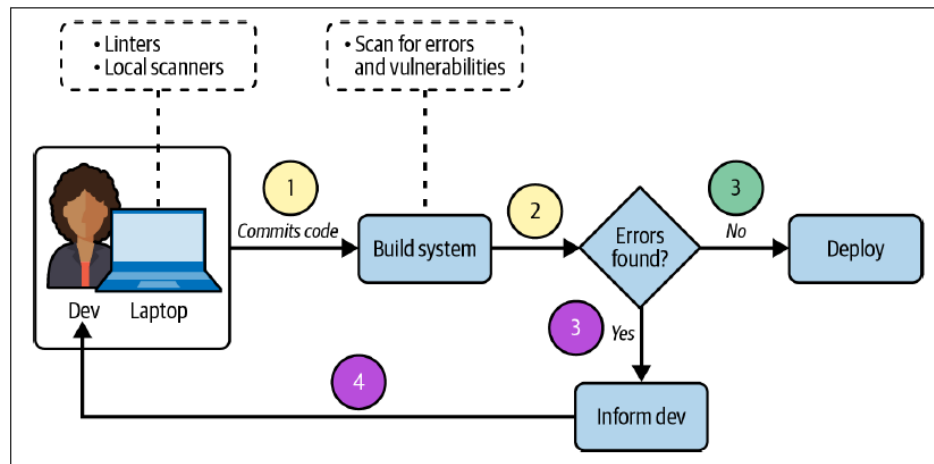 • Linters
• Local scanners
• Scan for errors
and vulnerabilities
1
Commits code
Build system
2
Errors
found?
3
No
Deploy
Dev
Laptop
3
Yes
4
Inform dev